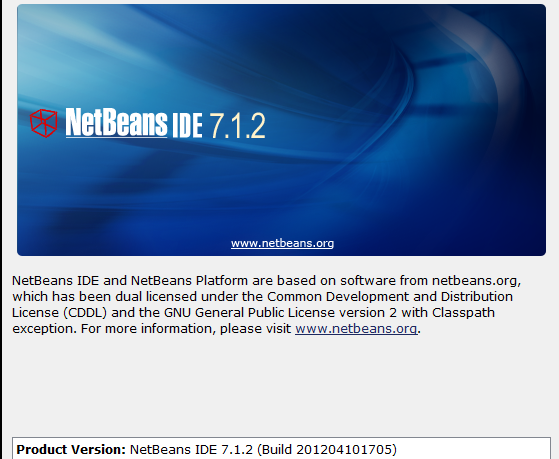 NetBeans IDE 7.1.2
www.netbeans.org
NetBeans IDE and NetBeans Platform are based on software from netbeans.org,
which has been dual licensed under the Common Development and Distribution
License (CDDL) and the GNU General Public License version 2 with Classpath
exception. For more information, please visit www.netbeans.org.
Product Version: NetBeans IDE 7.1.2 (Build 201204101705)